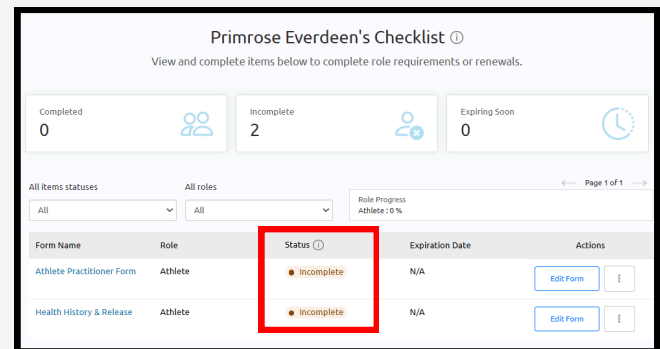 Primrose Everdeen's Checklist
View and complete items below to complete role requirements or renewals.
Completed
0
Incomplete
2
Expiring Soon
0
Page 1 of 1
All items statuses
All roles
All
All
Role Progress
Athlete : 0 %
Form Name Role Status Expiration Date Actions
Athlete Practitioner Form Athlete Incomplete N/A Edit Form
Health History & Release Athlete Incomplete N/A Edit Form